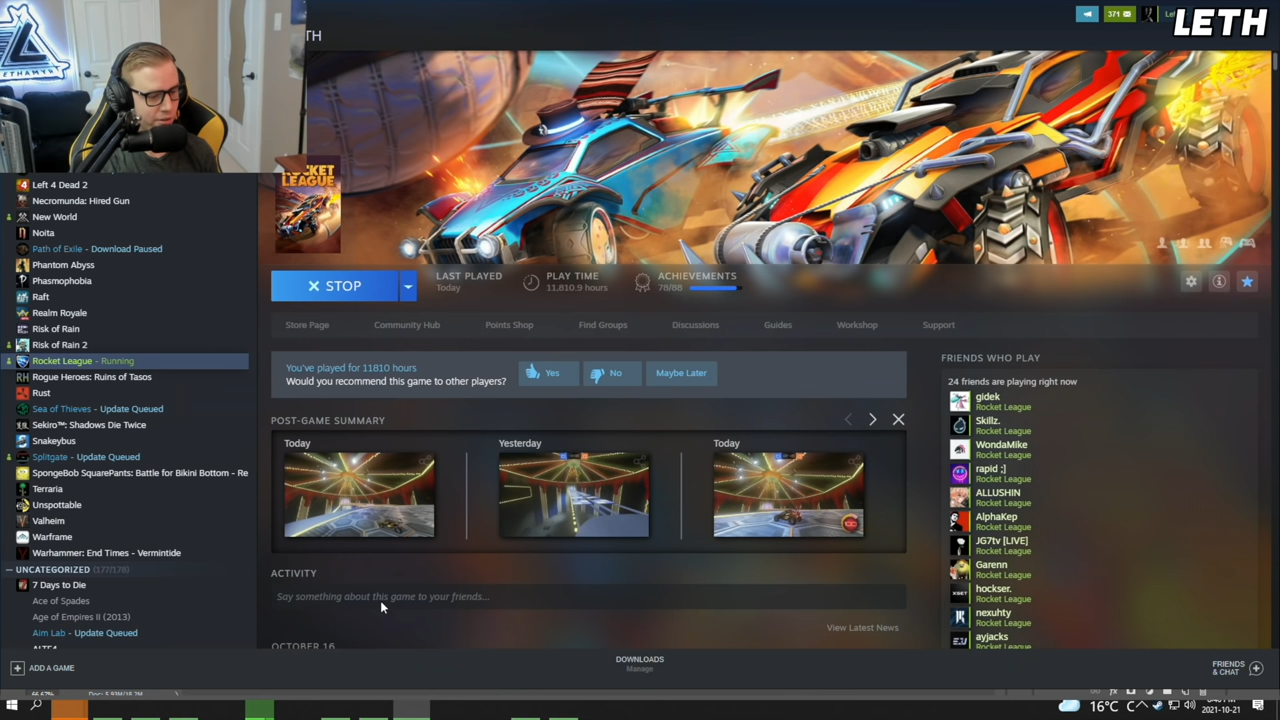 LETHAMYR
TH
371
Le
LETH
ROCKET LEAGUE
Left 4 Dead 2
Necromunda: Hired Gun
New World
Noita
Path of Exile - Download Paused
Phantom Abyss
Phasmophobia
Raft
Realm Royale
Risk of Rain
Risk of Rain 2
Rocket League - Running
Rogue Heroes: Ruins of Tasos
Rust
Sea of Thieves - Update Queued
Sekiro™: Shadows Die Twice
Snakeybus
Splitgate - Update Queued
SpongeBob SquarePants: Battle for Bikini Bottom - Re
Terraria
Unspottable
Valheim
Warframe
Warhammer: End Times - Vermintide
— UNCATEGORIZED (177/178)
7 Days to Die
Ace of Spades
Age of Empires II (2013)
Aim Lab - Update Queued
+ ADD A GAME
X STOP
LAST PLAYED
Today
PLAY TIME
11,810.9 hours
ACHIEVEMENTS
78/88
Store Page
Community Hub
Points Shop
Find Groups
Discussions
Guides
Workshop
Support
You've played for 11810 hours
Would you recommend this game to other players?
Yes
No
Maybe Later
POST-GAME SUMMARY
Today
Yesterday
Today
ACTIVITY
Say something about this game to your friends...
View Latest News
OCTOBER 16
FRIENDS WHO PLAY
24 friends are playing right now
gidek
Rocket League
Skillz.
Rocket League
WondaMike
Rocket League
rapid ;]
Rocket League
ALLUSHIN
Rocket League
AlphaKep
Rocket League
JG7tv [LIVE]
Rocket League
Garenn
Rocket League
hockser.
Rocket League
nexuhty
Rocket League
ayjacks
Rocket League
DOWNLOADS
Manage
FRIENDS
& CHAT
66.67%
16°C
2021-10-21